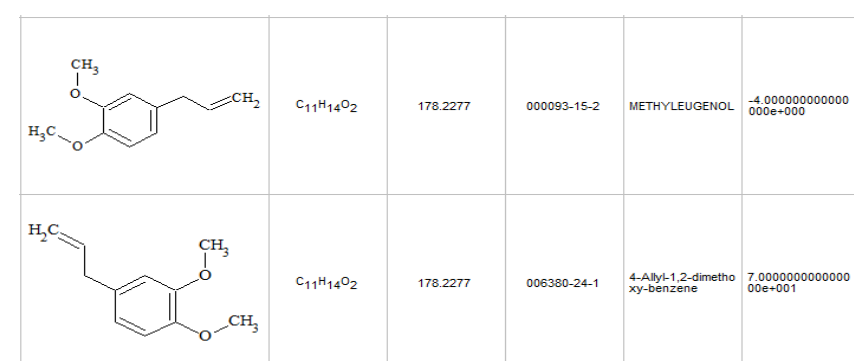 CH3
O
CH2
H3C
O
C11H14O2
178.2277
000093-15-2
METHYLEUGENOL
-4.000000000000
000e+000
H2C
CH3
O
CH3
O
C11H14O2
178.2277
006380-24-1
4-Allyl-1,2-dimetho
xy-benzene
7.0000000000000
00e+001